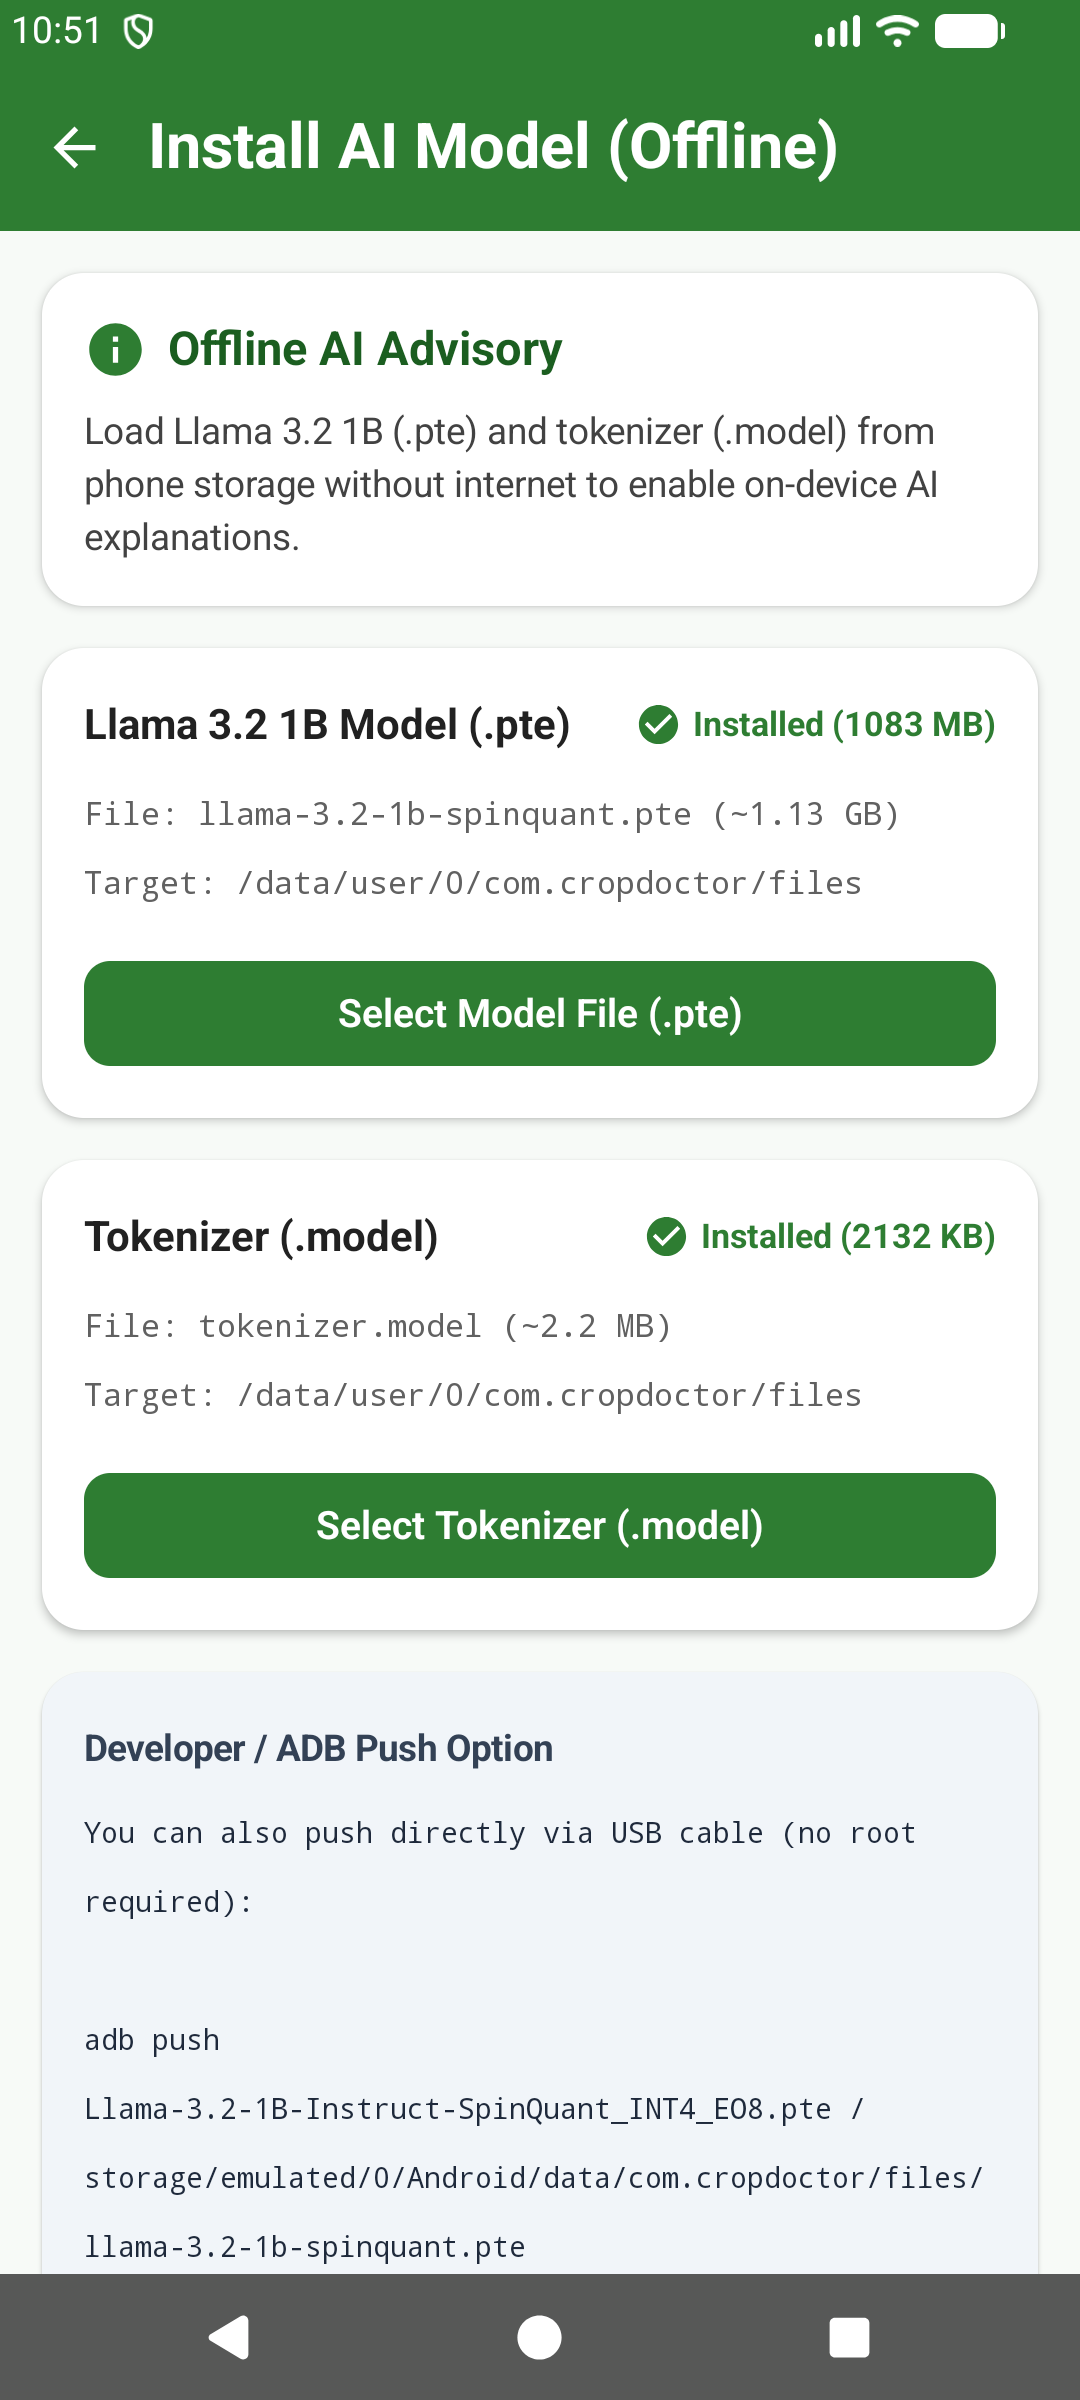 10:51
Install AI Model (Offline)
Offline AI Advisory
Load Llama 3.2 1B (.pte) and tokenizer (.model) from
phone storage without internet to enable on-device AI
explanations.
Llama 3.2 1B Model (.pte)
Installed (1083 MB)
File: llama-3.2-1b-spinquant.pte (~1.13 GB)
Target: /data/user/0/com.cropdoctor/files
Select Model File (.pte)
Tokenizer (.model)
Installed (2132 KB)
File: tokenizer.model (~2.2 MB)
Target: /data/user/0/com.cropdoctor/files
Select Tokenizer (.model)
Developer / ADB Push Option
You can also push directly via USB cable (no root
required):
adb push
Llama-3.2-1B-Instruct-SpinQuant_INT4_EO8.pte /
storage/emulated/0/Android/data/com.cropdoctor/files/
llama-3.2-1b-spinquant.pte